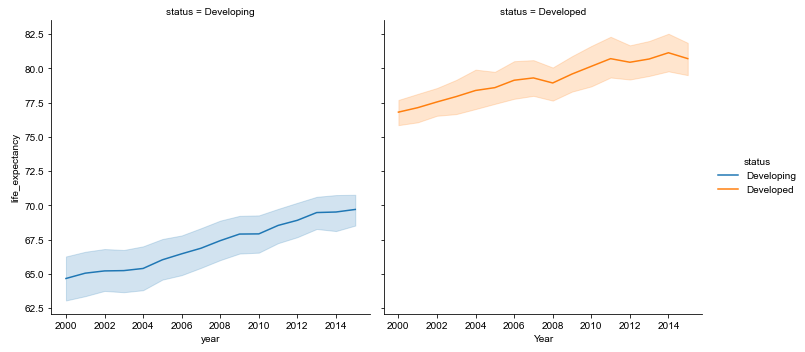 status = Developing
status = Developed
life_expectancy
82.5
80.0
77.5
75.0
72.5
70.0
67.5
65.0
62.5
2000 2002 2004 2006 2008 2010 2012 2014
year
2000 2002 2004 2006 2008 2010 2012 2014
Year
status
Developing
Developed